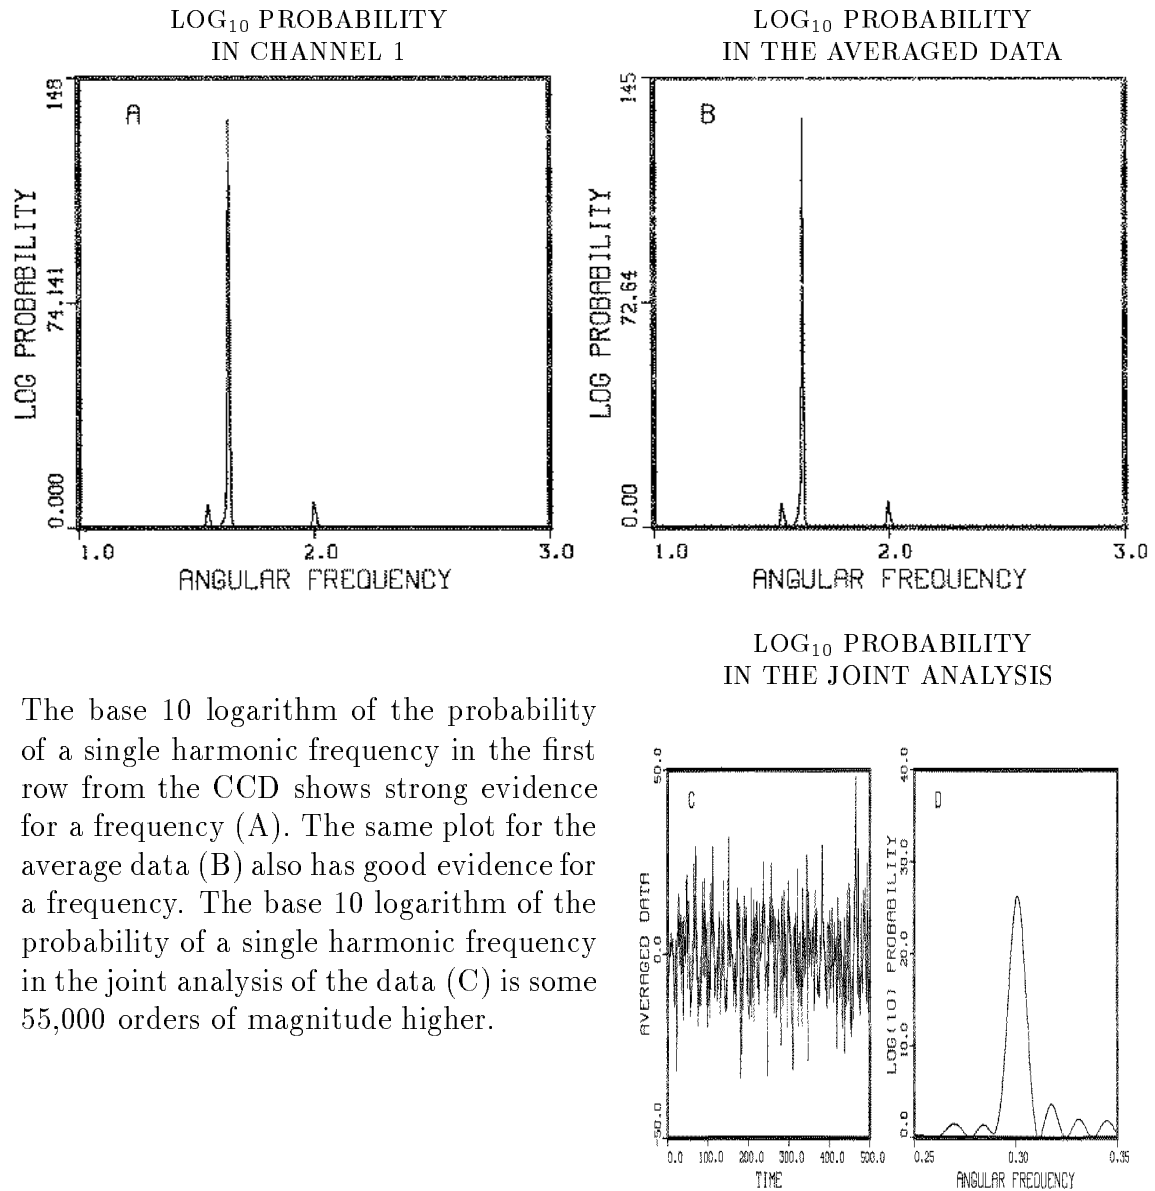 LOG10 PROBABILITY
IN CHANNEL 1
148
A
LOG PROBABILITY
74.141
0.000
1.0 2.0 3.0
ANGULAR FREQUENCY
LOG10 PROBABILITY
IN THE AVERAGED DATA
145
B
LOG PROBABILITY
72.64
0.00
1.0 2.0 3.0
ANGULAR FREQUENCY
The base 10 logarithm of the probability
of a single harmonic frequency in the first
row from the CCD shows strong evidence
for a frequency (A). The same plot for the
average data (B) also has good evidence for
a frequency. The base 10 logarithm of the
probability of a single harmonic frequency
in the joint analysis of the data (C) is some
55,000 orders of magnitude higher.
LOG10 PROBABILITY
IN THE JOINT ANALYSIS
50.0
C
AVERAGED DATA
0.0
-50.0
0.0 100.0 200.0 300.0 400.0 500.0
TIME
40.0
D
30.0
LOG(10) PROBABILITY
20.0
10.0
0.0
0.25 0.30 0.35
ANGULAR FREQUENCY